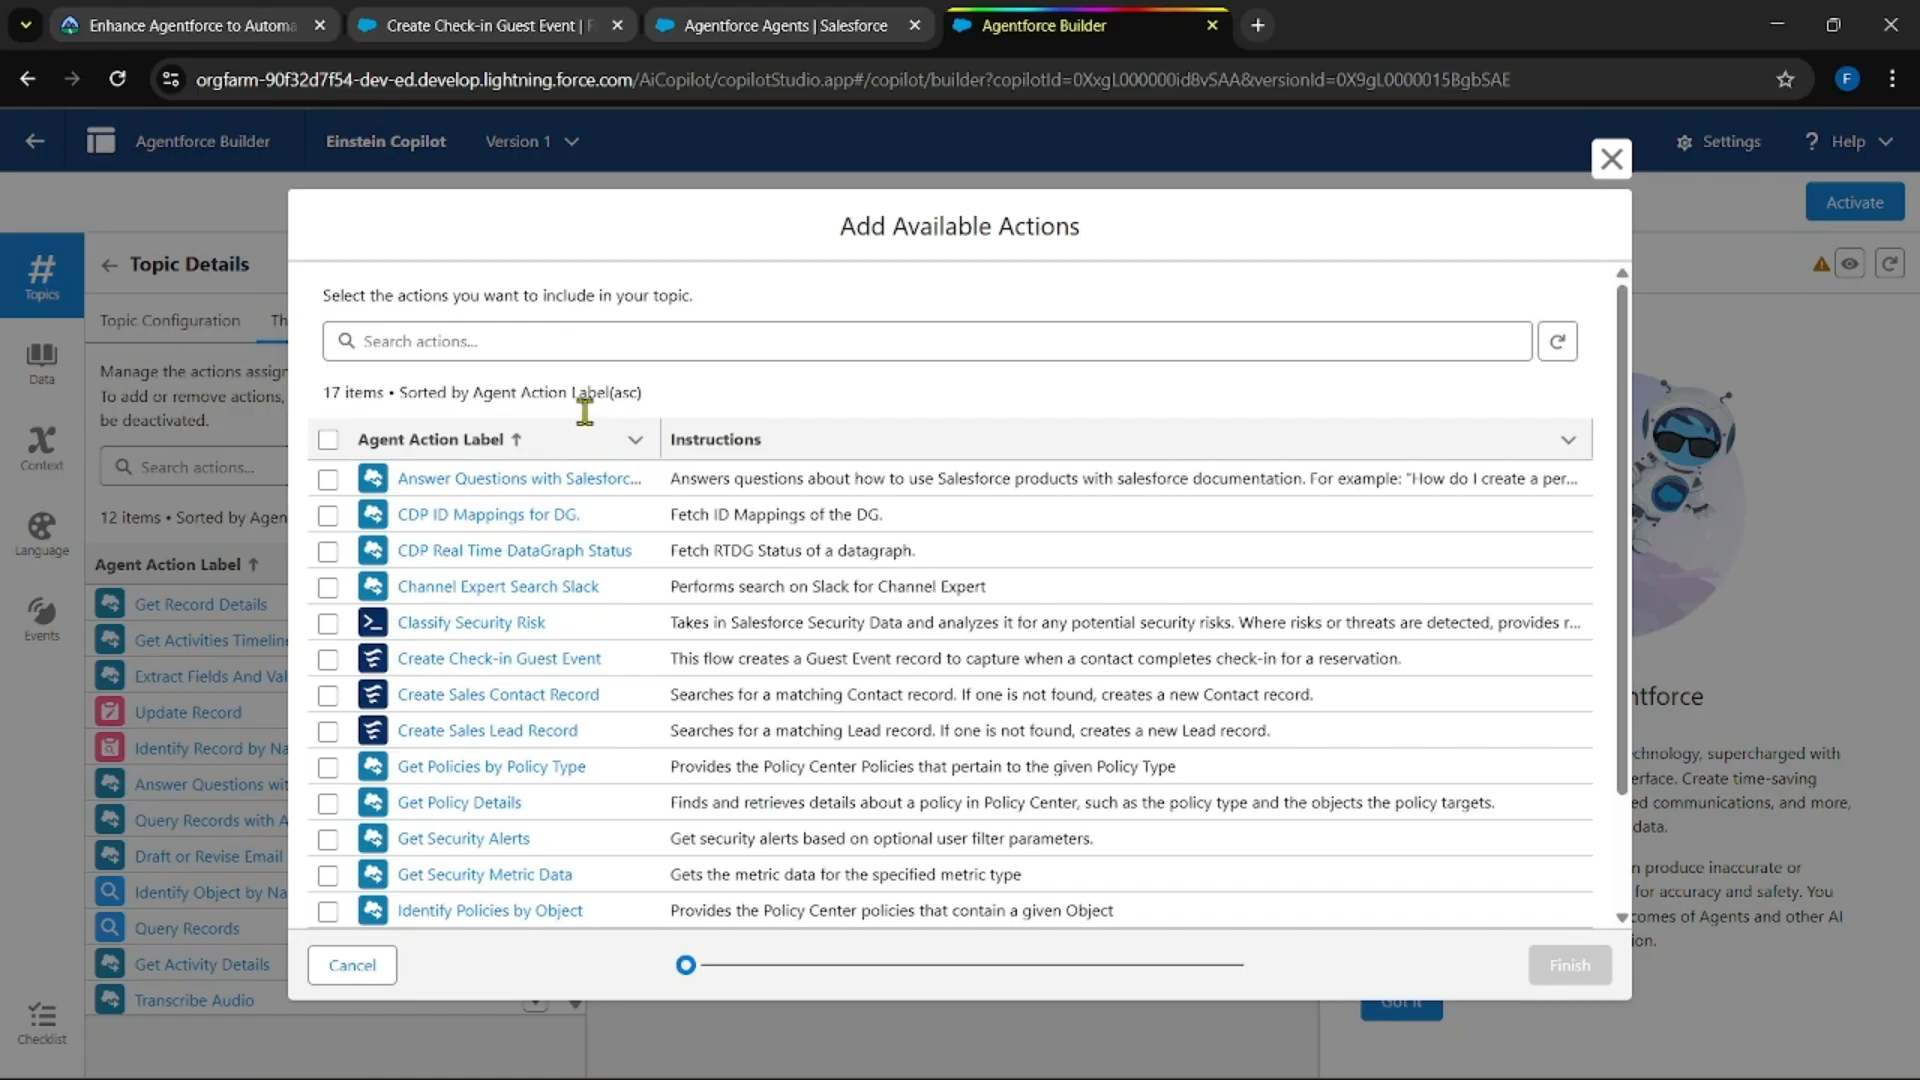 Enhance Agentforce to Automa
Create Check-in Guest Event | F
Agentforce Agents | Salesforce
Agentforce Builder
orgfarm-90f32d7f54-dev-ed.develop.lightning.force.com/AiCopilot/copilotStudio.app#/copilot/builder?copilotId=0XxgL000000id8vSAA&versionId=0X9gL0000015BgbSAE
F
Agentforce Builder
Einstein Copilot
Version 1
Settings
Help
Activate
Topics
Data
Context
Language
Events
Checklist
Topic Details
Topic Configuration
Th
Manage the actions assign
To add or remove actions,
be deactivated.
Search actions...
12 items • Sorted by Agen
Agent Action Label ↑
Get Record Details
Get Activities Timeline
Extract Fields And Val
Update Record
Identify Record by Na
Answer Questions wit
Query Records with A
Draft or Revise Email
Identify Object by Na
Query Records
Get Activity Details
Transcribe Audio
Add Available Actions
Select the actions you want to include in your topic.
Search actions...
17 items • Sorted by Agent Action Label(asc)
Agent Action Label ↑
Instructions
Answer Questions with Salesforc...
Answers questions about how to use Salesforce products with salesforce documentation. For example: "How do I create a per...
CDP ID Mappings for DG.
Fetch ID Mappings of the DG.
CDP Real Time DataGraph Status
Fetch RTDG Status of a datagraph.
Channel Expert Search Slack
Performs search on Slack for Channel Expert
Classify Security Risk
Takes in Salesforce Security Data and analyzes it for any potential security risks. Where risks or threats are detected, provides r...
Create Check-in Guest Event
This flow creates a Guest Event record to capture when a contact completes check-in for a reservation.
Create Sales Contact Record
Searches for a matching Contact record. If one is not found, creates a new Contact record.
Create Sales Lead Record
Searches for a matching Lead record. If one is not found, creates a new Lead record.
Get Policies by Policy Type
Provides the Policy Center Policies that pertain to the given Policy Type
Get Policy Details
Finds and retrieves details about a policy in Policy Center, such as the policy type and the objects the policy targets.
Get Security Alerts
Get security alerts based on optional user filter parameters.
Get Security Metric Data
Gets the metric data for the specified metric type
Identify Policies by Object
Provides the Policy Center policies that contain a given Object
Cancel
Finish
ntforce
chnology, supercharged with
erface. Create time-saving
ed communications, and more,
data.
n produce inaccurate or
for accuracy and safety. You
comes of Agents and other AI
ion.
Got It